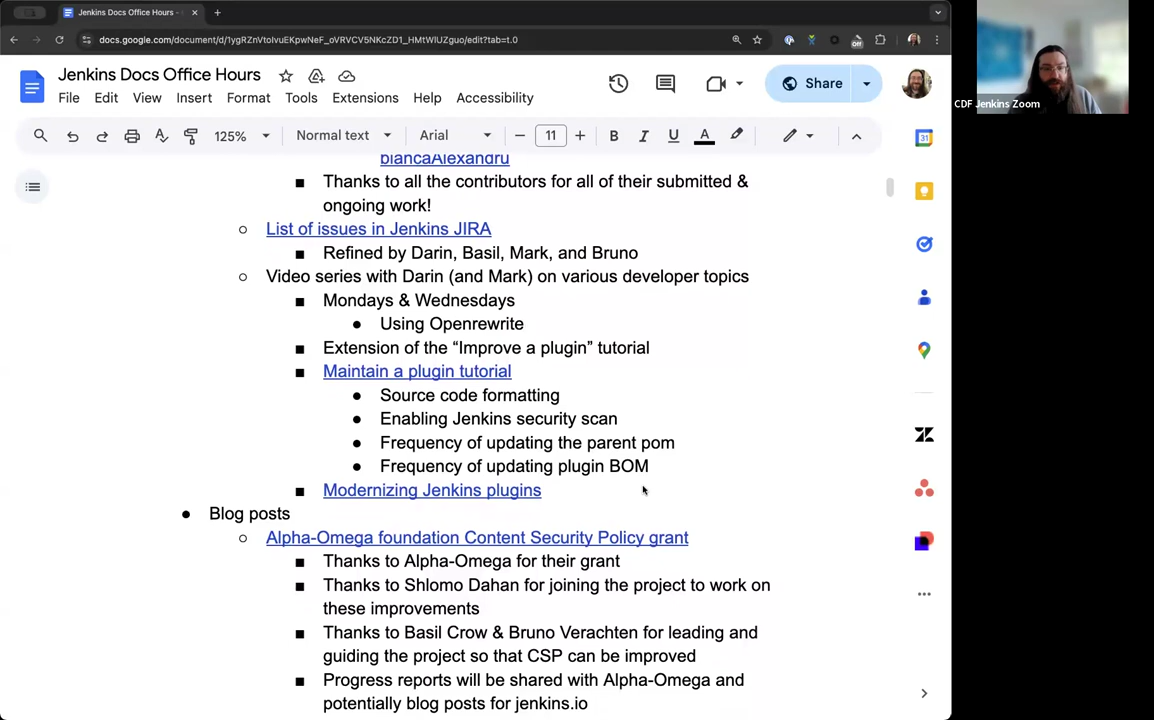 Jenkins Docs Office Hours -
docs.google.com/document/d/1ygRZnVtoIvuEKpwNeF_oVRVCV5NKcZD1_HMtWlUZguo/edit?tab=t.0
Off
Jenkins Docs Office Hours
File Edit View Insert Format Tools Extensions Help Accessibility
Share
125% Normal text Arial 11 B I U A
CDF Jenkins Zoom
31
biancaAlexandru
Thanks to all the contributors for all of their submitted &
ongoing work!
List of issues in Jenkins JIRA
Refined by Darin, Basil, Mark, and Bruno
Video series with Darin (and Mark) on various developer topics
Mondays & Wednesdays
Using Openrewrite
Extension of the “Improve a plugin” tutorial
Maintain a plugin tutorial
Source code formatting
Enabling Jenkins security scan
Frequency of updating the parent pom
Frequency of updating plugin BOM
Modernizing Jenkins plugins
Blog posts
Alpha-Omega foundation Content Security Policy grant
Thanks to Alpha-Omega for their grant
Thanks to Shlomo Dahan for joining the project to work on
these improvements
Thanks to Basil Crow & Bruno Verachten for leading and
guiding the project so that CSP can be improved
Progress reports will be shared with Alpha-Omega and
potentially blog posts for jenkins.io